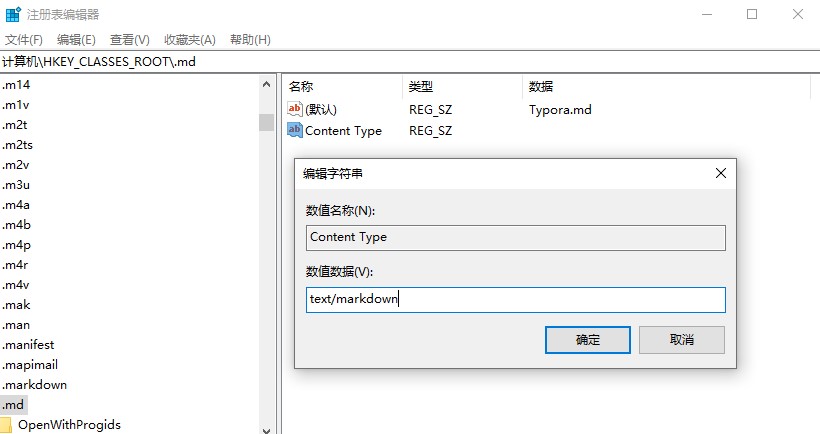 注册表编辑器
文件(F) 编辑(E) 查看(V) 收藏夹(A) 帮助(H)
计算机\HKEY_CLASSES_ROOT\.md
.m14
.m1v
.m2t
.m2ts
.m2v
.m3u
.m4a
.m4b
.m4p
.m4r
.m4v
.mak
.man
.manifest
.mapimail
.markdown
.md
OpenWithProgids
名称 类型 数据
ab (默认) REG_SZ Typora.md
ab Content Type REG_SZ
编辑字符串
数值名称(N):
Content Type
数值数据(V):
text/markdown
确定 取消